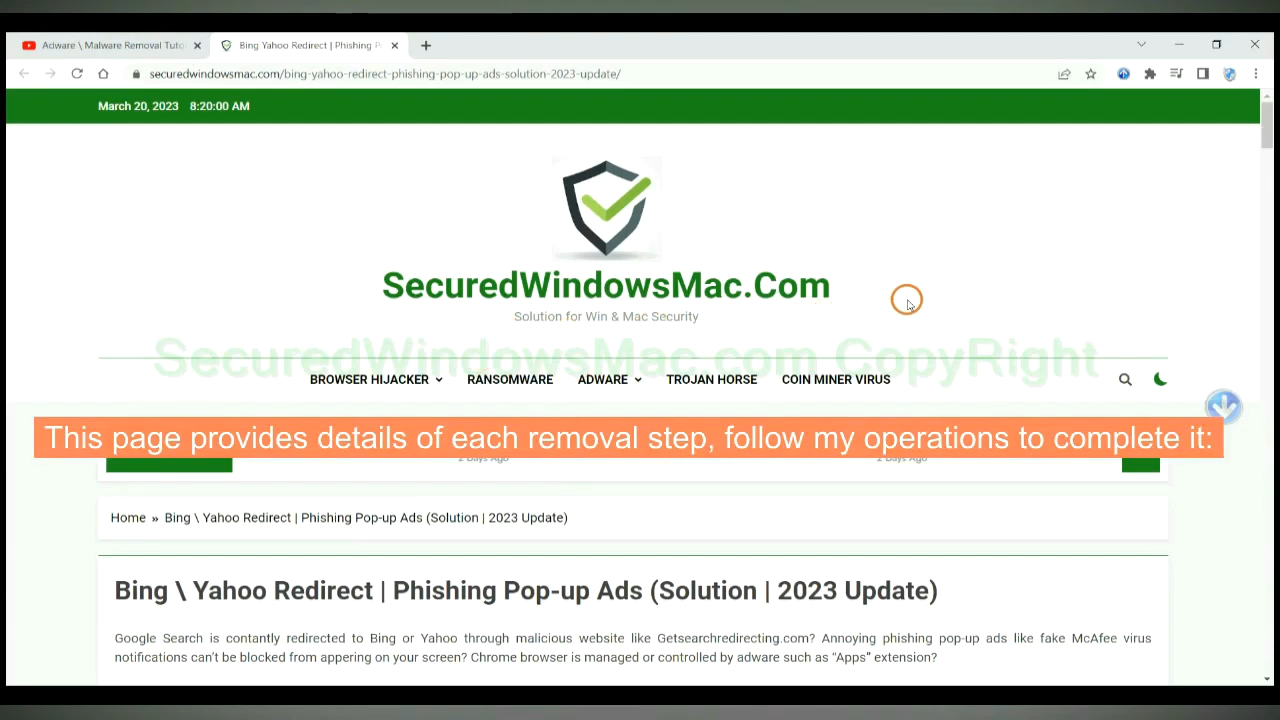 Adware \ Malware Removal Tuto
Bing Yahoo Redirect | Phishing P
securedwindowsmac.com/bing-yahoo-redirect-phishing-pop-up-ads-solution-2023-update/
March 20, 2023 8:20:00 AM
SecuredWindowsMac.Com
Solution for Win & Mac Security
SecuredWindowsMac.com CopyRight
BROWSER HIJACKER RANSOMWARE ADWARE TROJAN HORSE COIN MINER VIRUS
This page provides details of each removal step, follow my operations to complete it:
2 Days Ago 2 Days Ago
Home » Bing \ Yahoo Redirect | Phishing Pop-up Ads (Solution | 2023 Update)
Bing \ Yahoo Redirect | Phishing Pop-up Ads (Solution | 2023 Update)
Google Search is contantly redirected to Bing or Yahoo through malicious website like Getsearchredirecting.com? Annoying phishing pop-up ads like fake McAfee virus
notifications can't be blocked from appering on your screen? Chrome browser is managed or controlled by adware such as “Apps” extension?